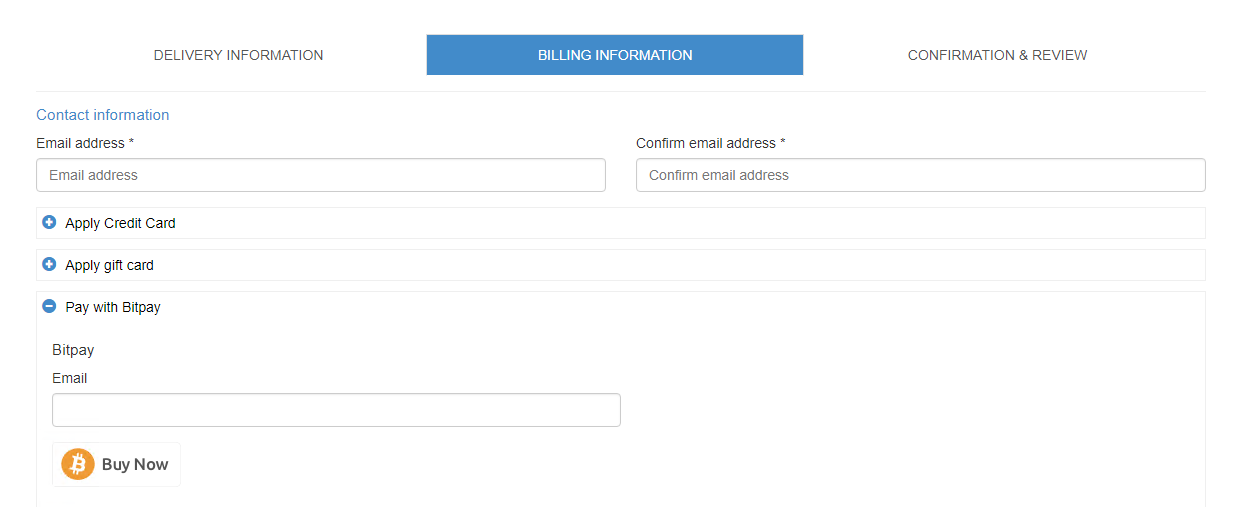 DELIVERY INFORMATION BILLING INFORMATION CONFIRMATION & REVIEW
Contact information
Email address * Confirm email address *
Email address Confirm email address
Apply Credit Card
Apply gift card
Pay with Bitpay
Bitpay
Email
Buy Now